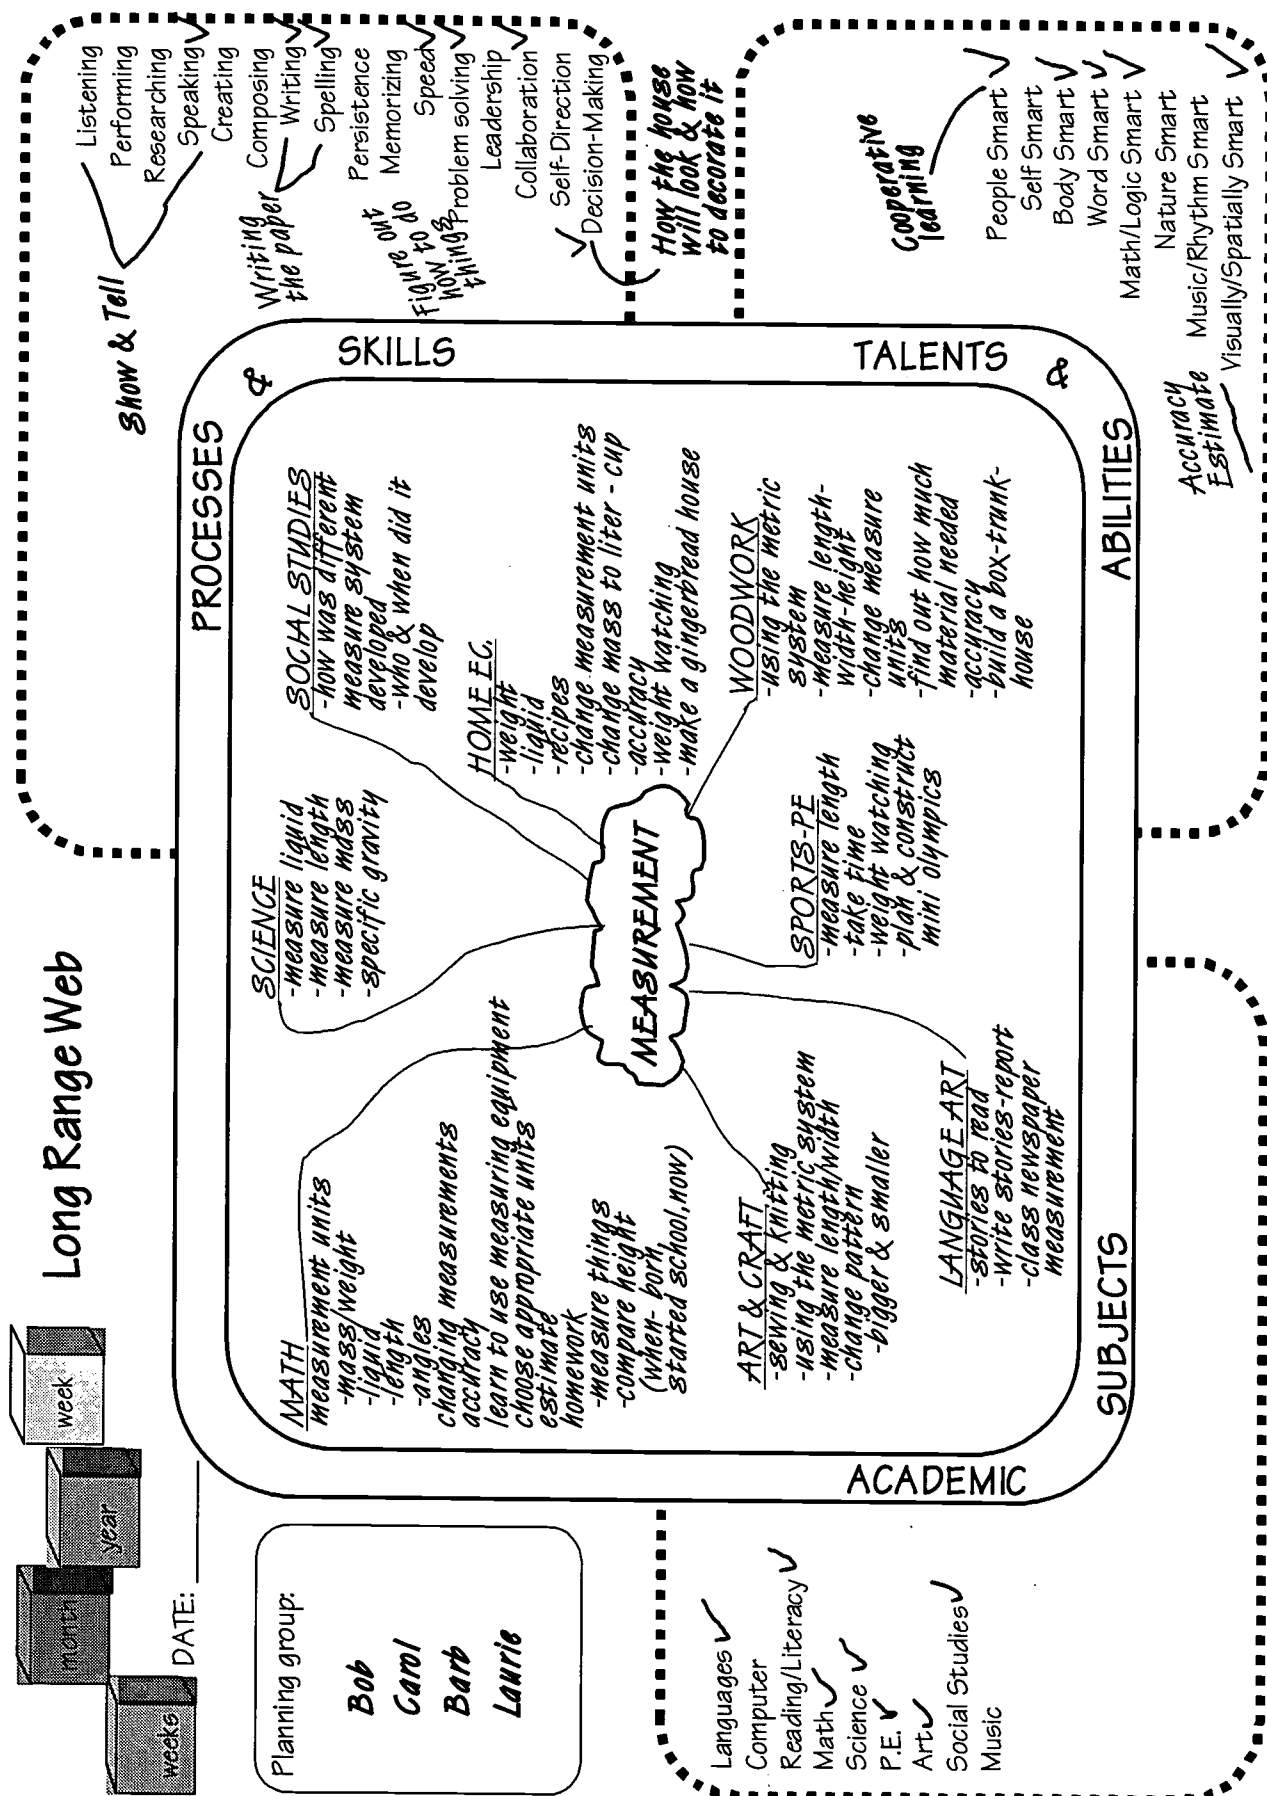 Long Range Web
weeks
month
year
week
DATE:
Planning group:
Bob
Carol
Barb
Laurie
PROCESSES
&
SKILLS
TALENTS
&
ABILITIES
ACADEMIC
SUBJECTS
MEASUREMENT
MATH
measurement units
-mass/weight
-liquid
-length
-angles
changing measurements
accuracy
learn to use measuring equipment
choose appropriate units
estimate
homework
-measure things
-compare height
(when- born,
started school,now)
SCIENCE
-measure liquid
-measure length
-measure mass
-specific gravity
SOCIAL STUDIES
-how was different
measure system
developed
-who & when did it
develop
HOME EC.
-weight
-liquid
-recipes
-change measurement units
-change mass to liter - cup
-accuracy
-weight watching
-make a gingerbread house
WOODWORK
-using the metric
system
-measure length-
width-height
-change measure
units
-find out how much
material needed
-accuracy
-build a box-trunk-
house
SPORTS-PE
-measure length
-take time
-weight watching
-plan & construct
mini olympics
LANGUAGE ART
-stories to read
-write stories-report
-class newspaper
measurement
ART & CRAFT
-sewing & knitting
-using the metric system
-measure length/width
-change pattern
-bigger & smaller
Show & Tell
Listening
Performing
Researching
Speaking ✓
Creating
Writing
the paper
Composing
Writing ✓
Spelling ✓
Persistence
Memorizing
Figure out
how to do
things
Speed ✓
Problem solving ✓
Leadership
Collaboration ✓
Self-Direction
✓ Decision-Making
How the house
will look & how
to decorate it
Cooperative
learning
People Smart ✓
Self Smart
Body Smart ✓
Word Smart ✓
Math/Logic Smart ✓
Nature Smart
Music/Rhythm Smart
Visually/Spatially Smart ✓
Accuracy
Estimate
Languages ✓
Computer
Reading/Literacy ✓
Math ✓
Science ✓
P.E. ✓
Art ✓
Social Studies ✓
Music